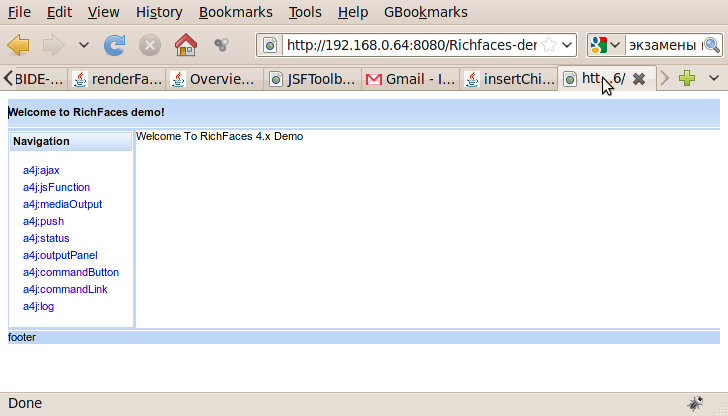 File Edit View History Bookmarks Tools Help GBookmarks
http://192.168.0.64:8080/Richfaces-der экзамены
BIDE-... renderFa... Overvie... JSFToolb... Gmail - I... insertChi... htt...6/
Welcome to RichFaces demo!
Navigation
Welcome To RichFaces 4.x Demo
a4j:ajax
a4j:jsFunction
a4j:mediaOutput
a4j:push
a4j:status
a4j:outputPanel
a4j:commandButton
a4j:commandLink
a4j:log
footer
Done